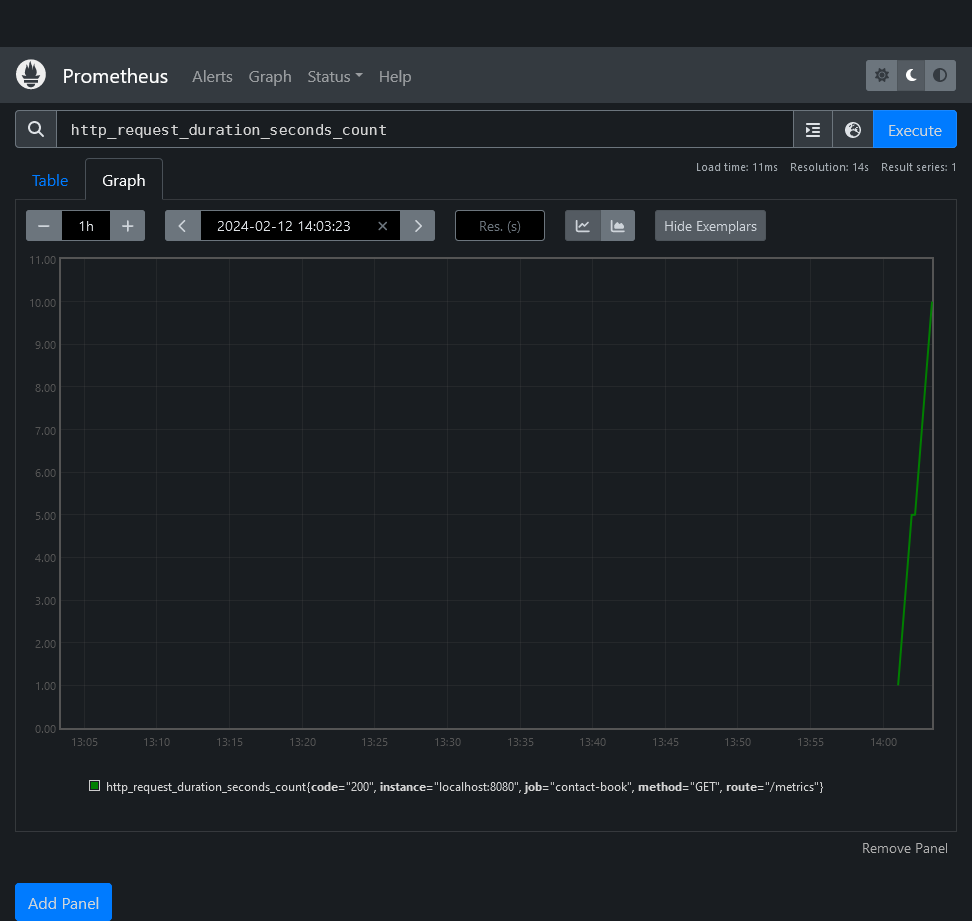 Prometheus Alerts Graph Status Help
http_request_duration_seconds_count Execute
Load time: 11ms Resolution: 14s Result series: 1
Table Graph
− 1h + 2024-02-12 14:03:23 × Res. (s) Hide Exemplars
11.00
10.00
9.00
8.00
7.00
6.00
5.00
4.00
3.00
2.00
1.00
0.00
13:05 13:10 13:15 13:20 13:25 13:30 13:35 13:40 13:45 13:50 13:55 14:00
http_request_duration_seconds_count{code="200", instance="localhost:8080", job="contact-book", method="GET", route="/metrics"}
Remove Panel
Add Panel